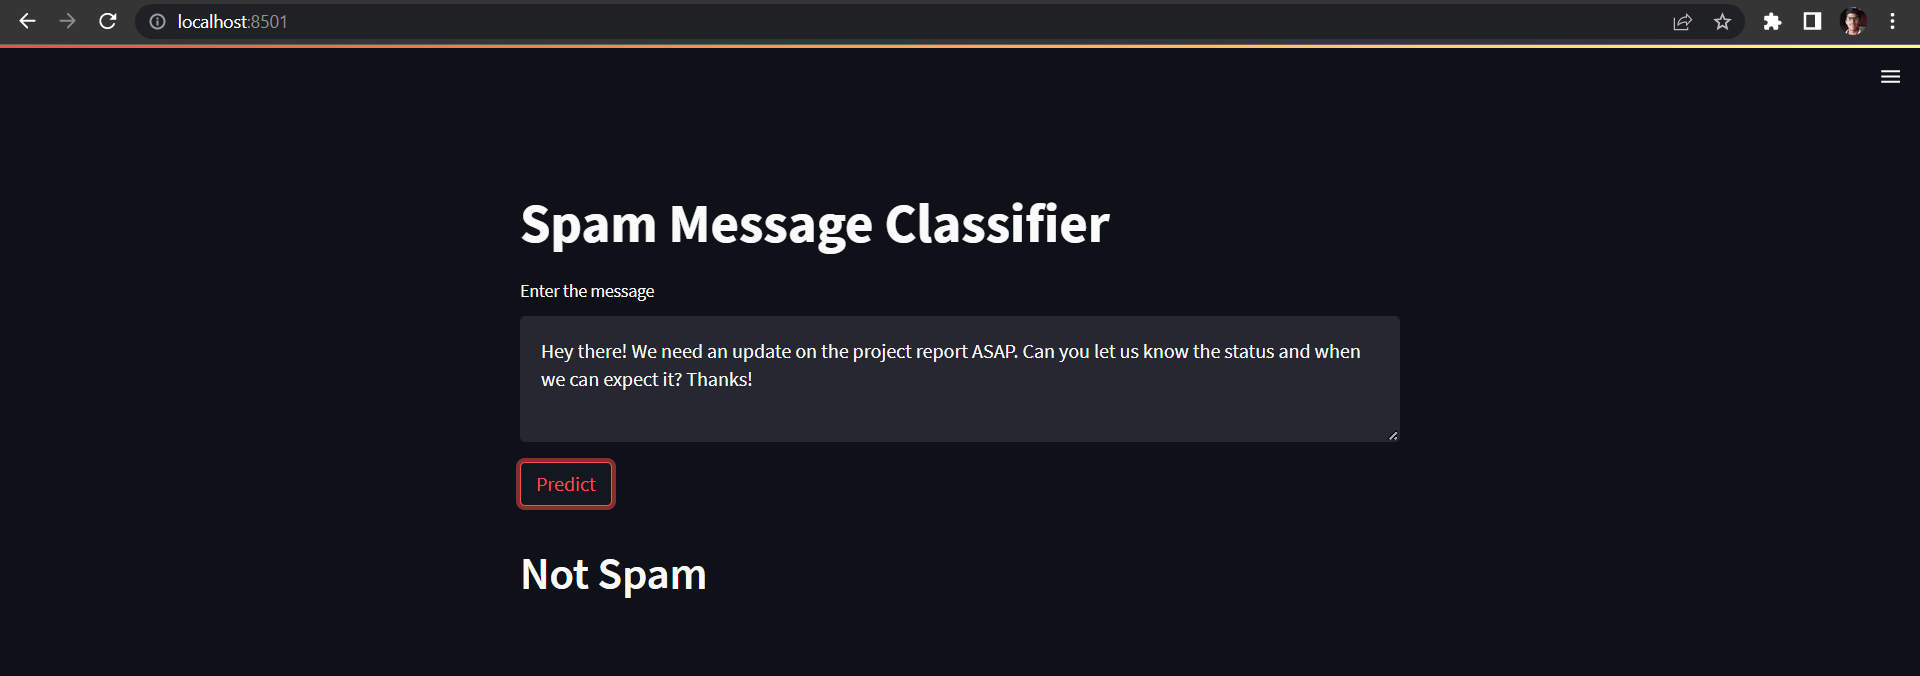 localhost:8501
Spam Message Classifier
Enter the message
Hey there! We need an update on the project report ASAP. Can you let us know the status and when
we can expect it? Thanks!
Predict
Not Spam